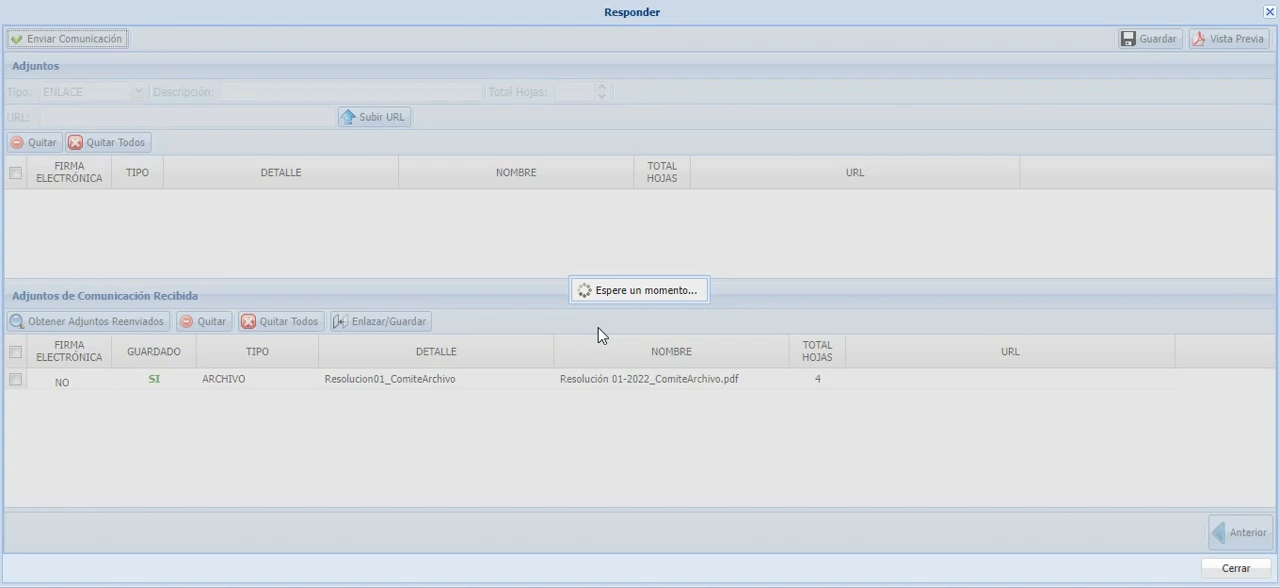 Responder
Enviar Comunicación Guardar Vista Previa
Adjuntos
Tipo: ENLACE Descripción: Total Hojas:
URL: Subir URL
Quitar Quitar Todos
FIRMA ELECTRÓNICA TIPO DETALLE NOMBRE TOTAL HOJAS URL
Espere un momento...
Adjuntos de Comunicación Recibida
Obtener Adjuntos Reenviados Quitar Quitar Todos Enlazar/Guardar
FIRMA ELECTRÓNICA GUARDADO TIPO DETALLE NOMBRE TOTAL HOJAS URL
NO SI ARCHIVO Resolucion01_ComiteArchivo Resolución 01-2022_ComiteArchivo.pdf 4
Anterior
Cerrar